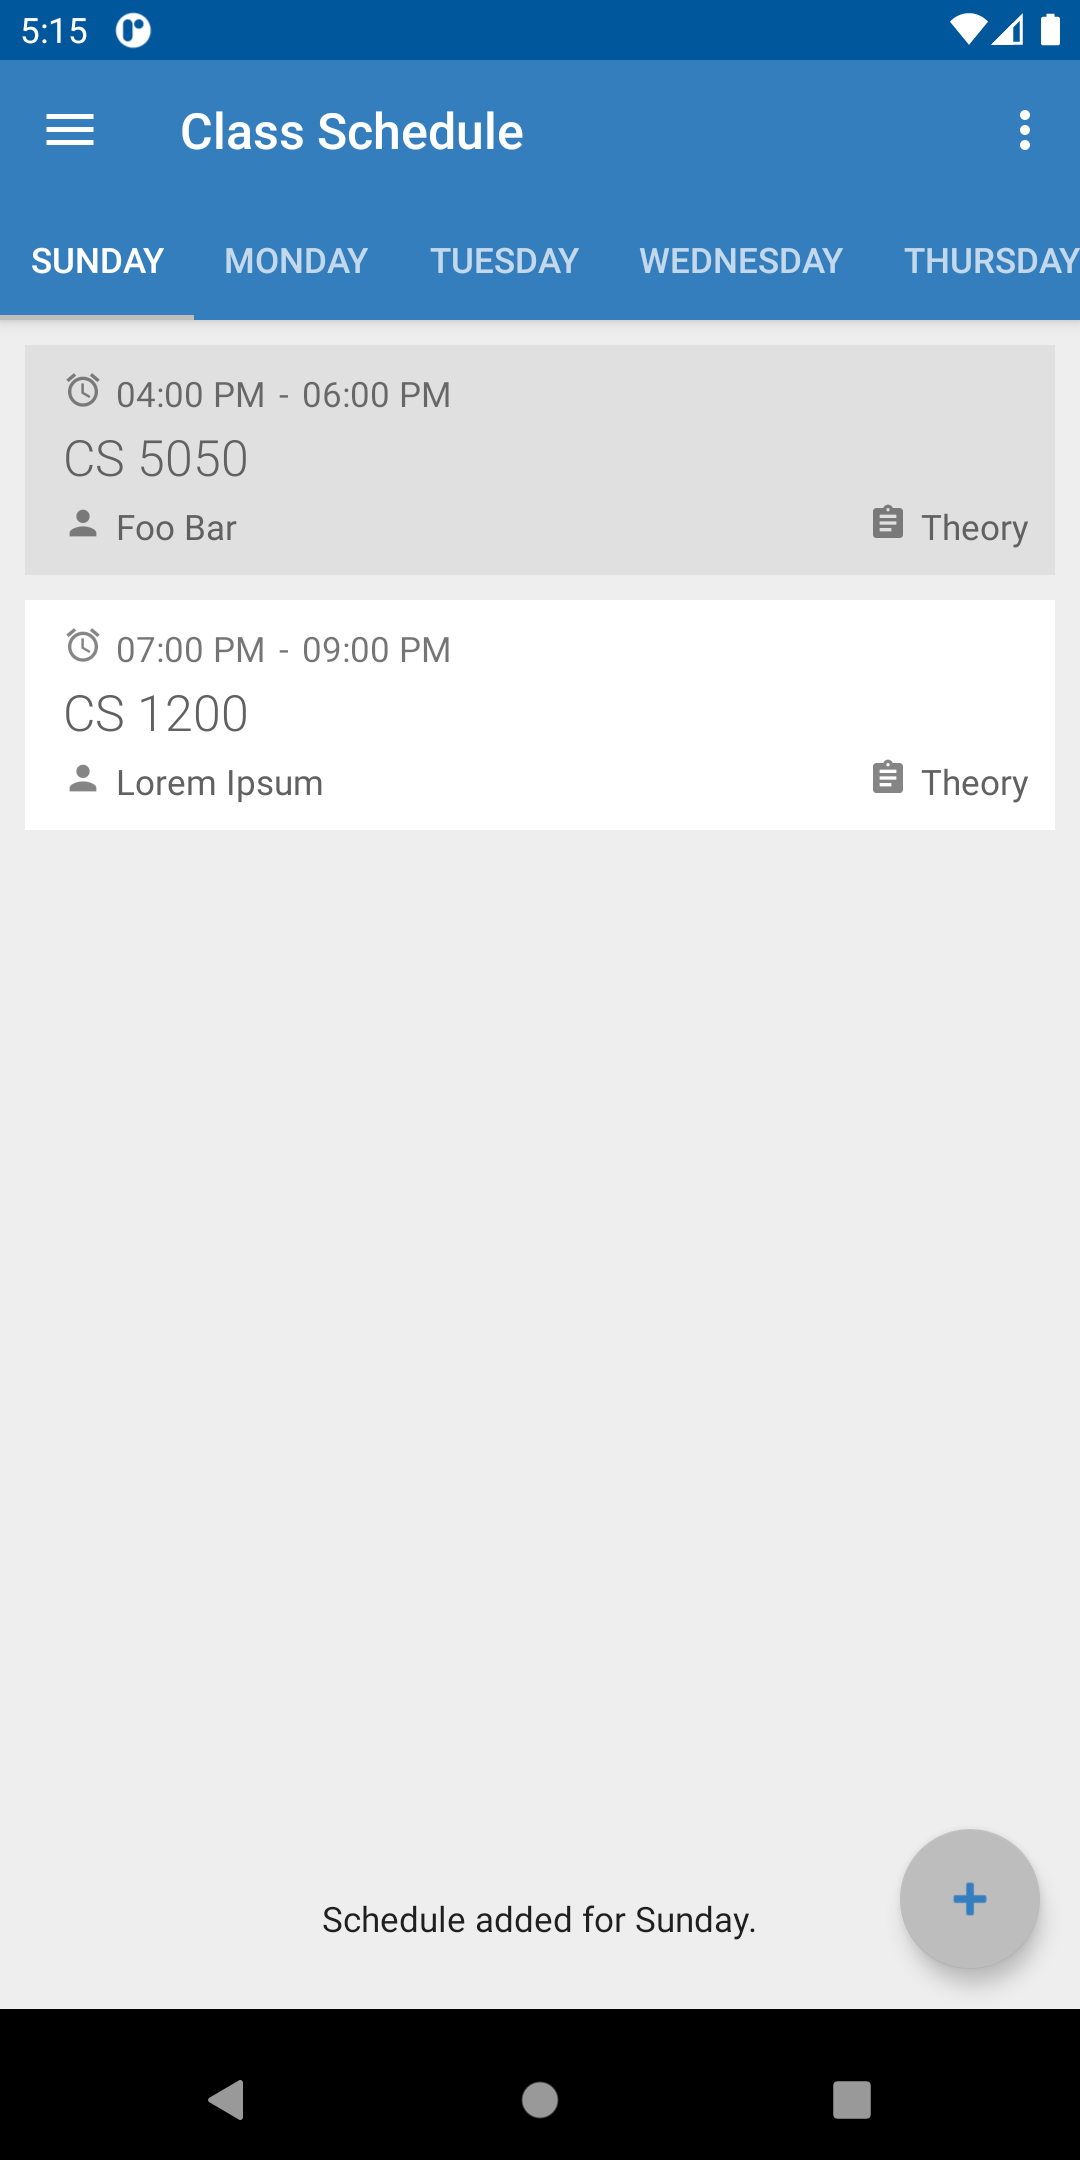 5:15
Class Schedule
SUNDAY MONDAY TUESDAY WEDNESDAY THURSDAY
04:00 PM - 06:00 PM
CS 5050
Foo Bar Theory
07:00 PM - 09:00 PM
CS 1200
Lorem Ipsum Theory
Schedule added for Sunday.